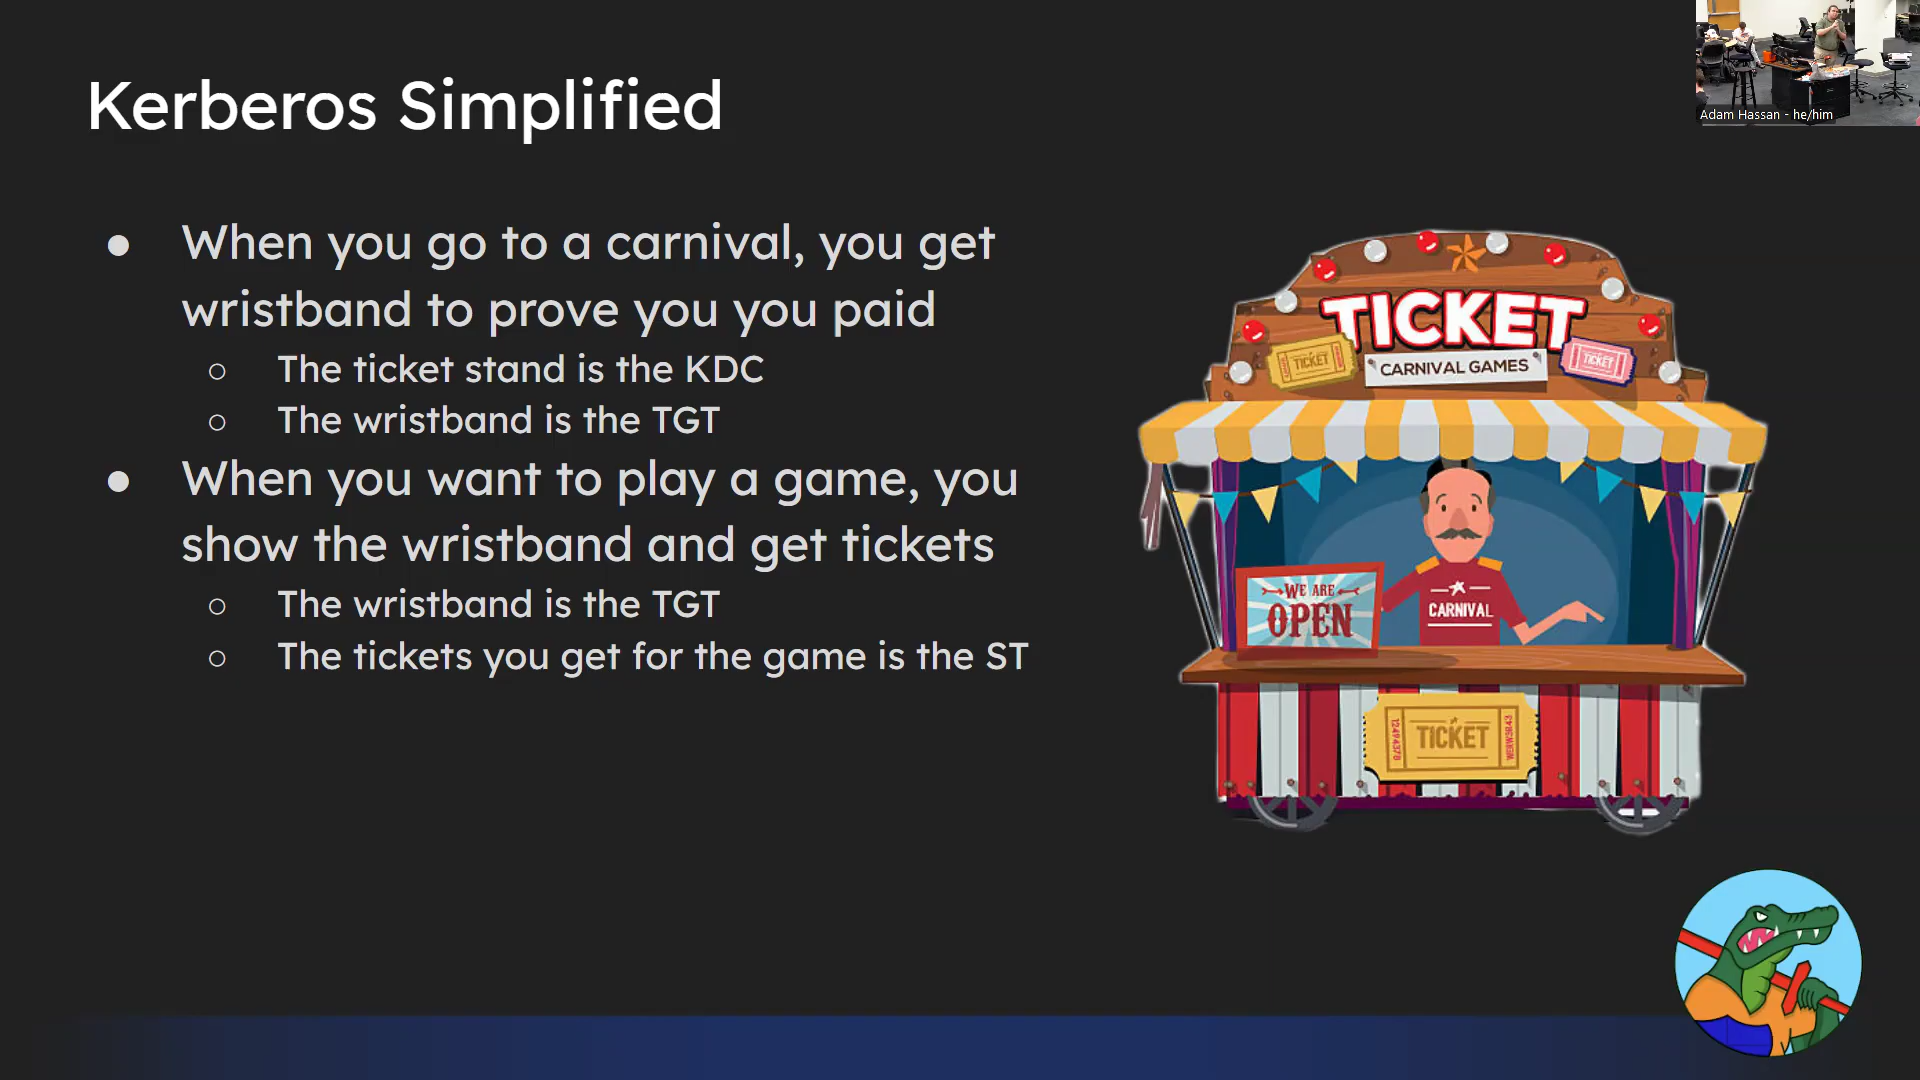 Kerberos Simplified
Adam Hassan - he/him
When you go to a carnival, you get
wristband to prove you you paid
The ticket stand is the KDC
The wristband is the TGT
When you want to play a game, you
show the wristband and get tickets
The wristband is the TGT
The tickets you get for the game is the ST
TICKET
TICKET
TICKET
CARNIVAL GAMES
WE ARE
OPEN
CARNIVAL
TICKET